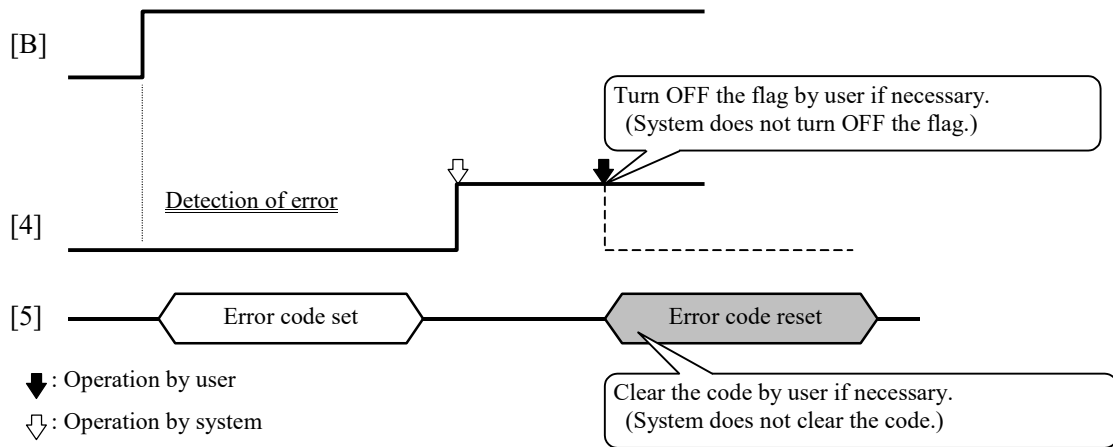 [B]
Turn OFF the flag by user if necessary.
(System does not turn OFF the flag.)
Detection of error
[4]
[5]
Error code set
Error code reset
: Operation by user
Clear the code by user if necessary.
: Operation by system
(System does not clear the code.)